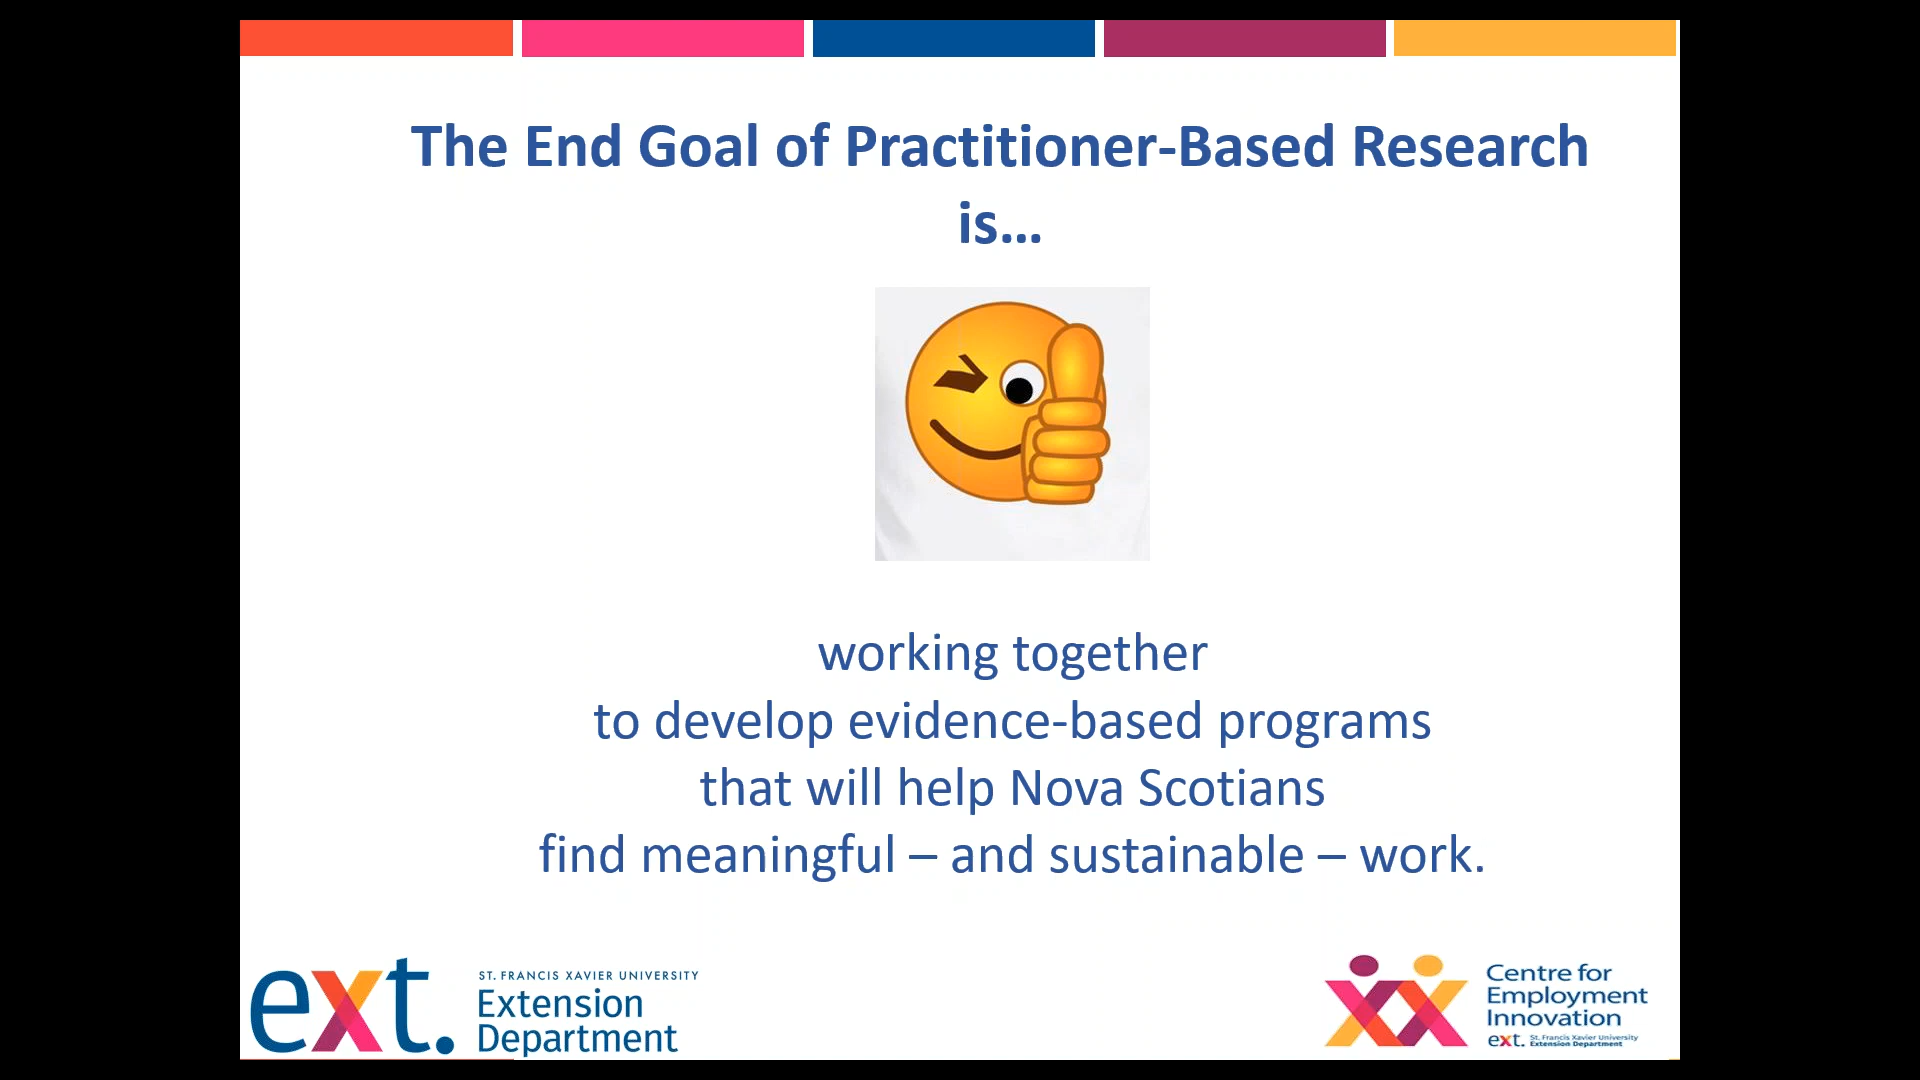 The End Goal of Practitioner-Based Research
is...
working together
to develop evidence-based programs
that will help Nova Scotians
find meaningful – and sustainable – work.
ext.
ST. FRANCIS XAVIER UNIVERSITY
Extension
Department
Centre for
Employment
Innovation
ext. St. Francis Xavier University
Extension Department